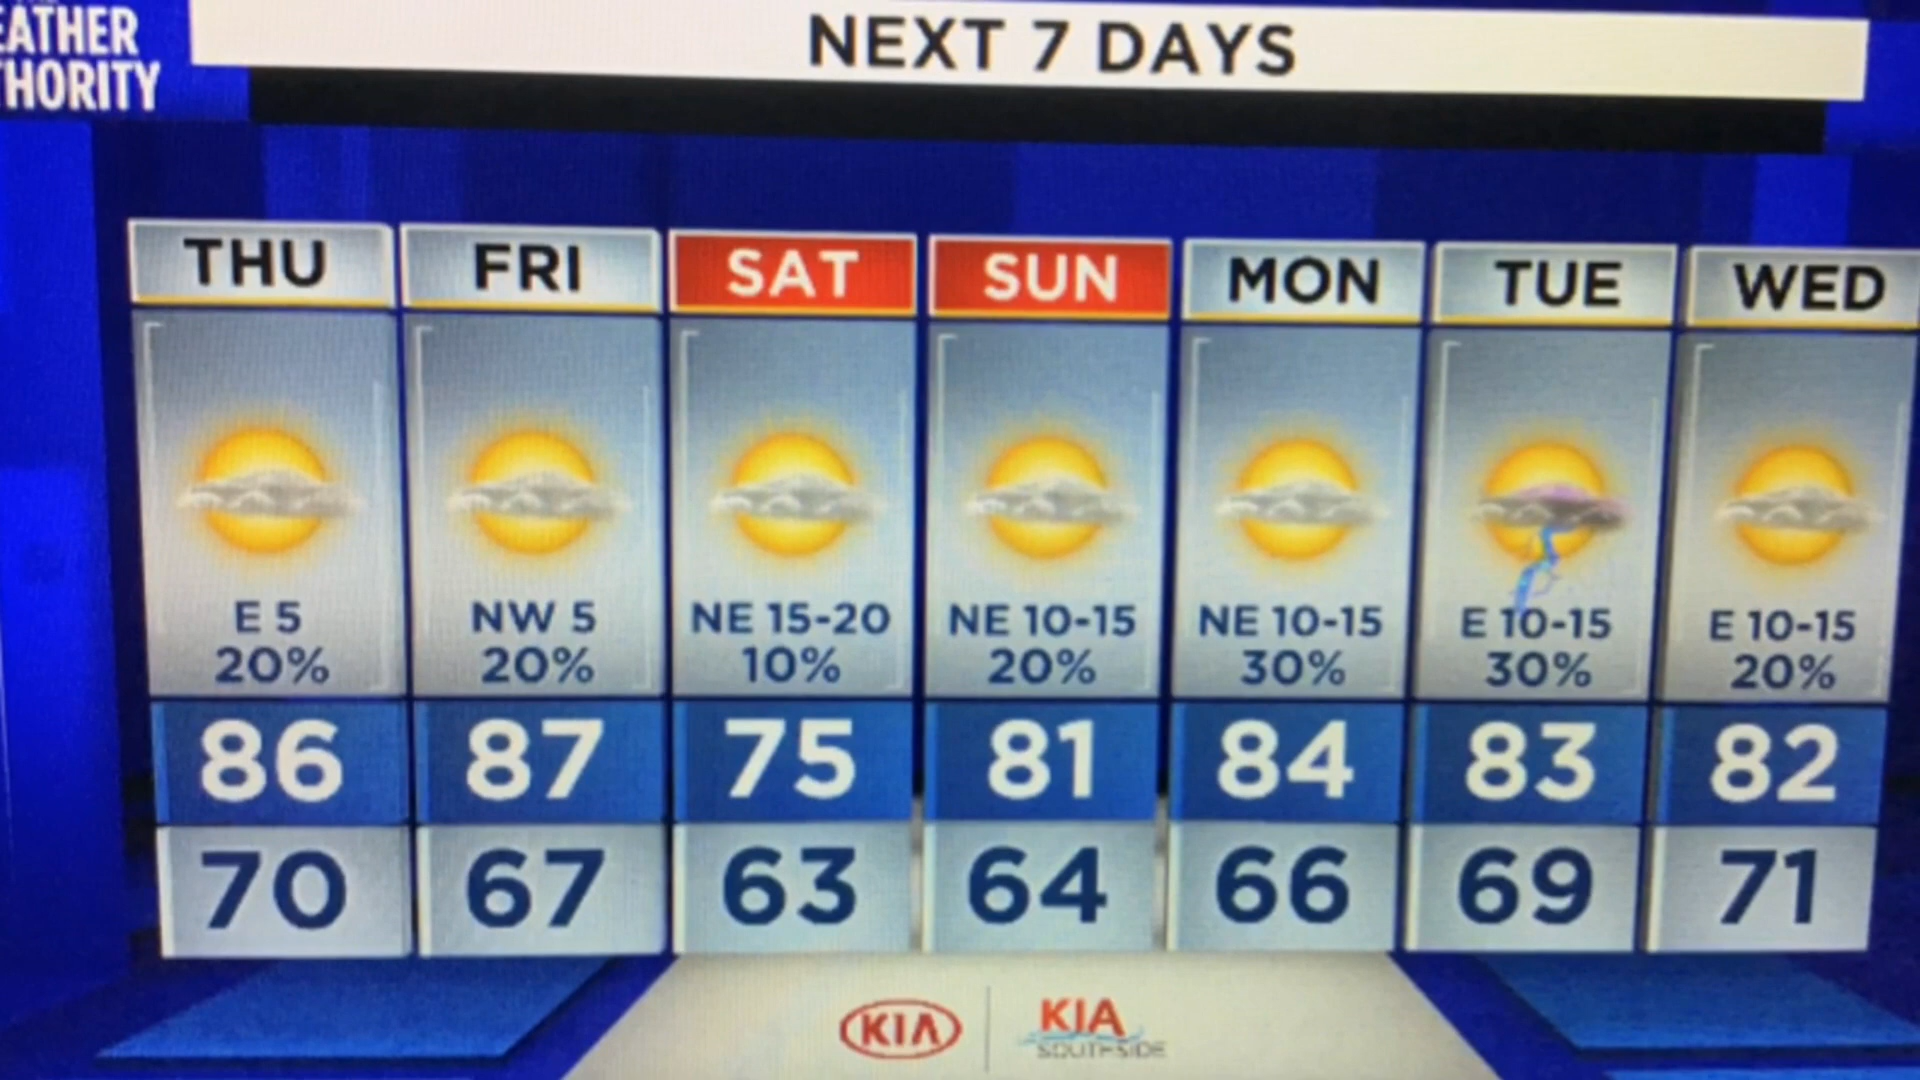 EATHER
HORITY
NEXT 7 DAYS
THU FRI SAT SUN MON TUE WED
E 5 NW 5 NE 15-20 NE 10-15 NE 10-15 E 10-15 E 10-15
20% 20% 10% 20% 30% 30% 20%
86 87 75 81 84 83 82
70 67 63 64 66 69 71
KIA KIA
SOUTHSIDE